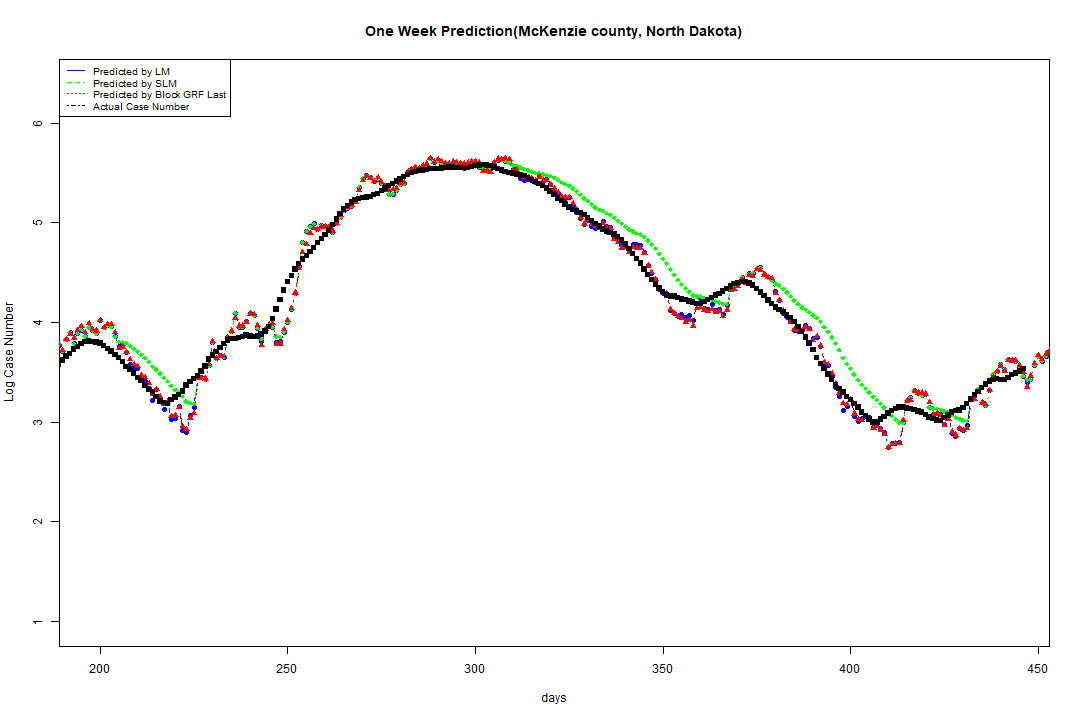 One Week Prediction(McKenzie county, North Dakota)
Predicted by LM
Predicted by SLM
Predicted by Block GRF Last
Actual Case Number
Log Case Number
6
5
4
3
2
1
200 250 300 350 400 450
days